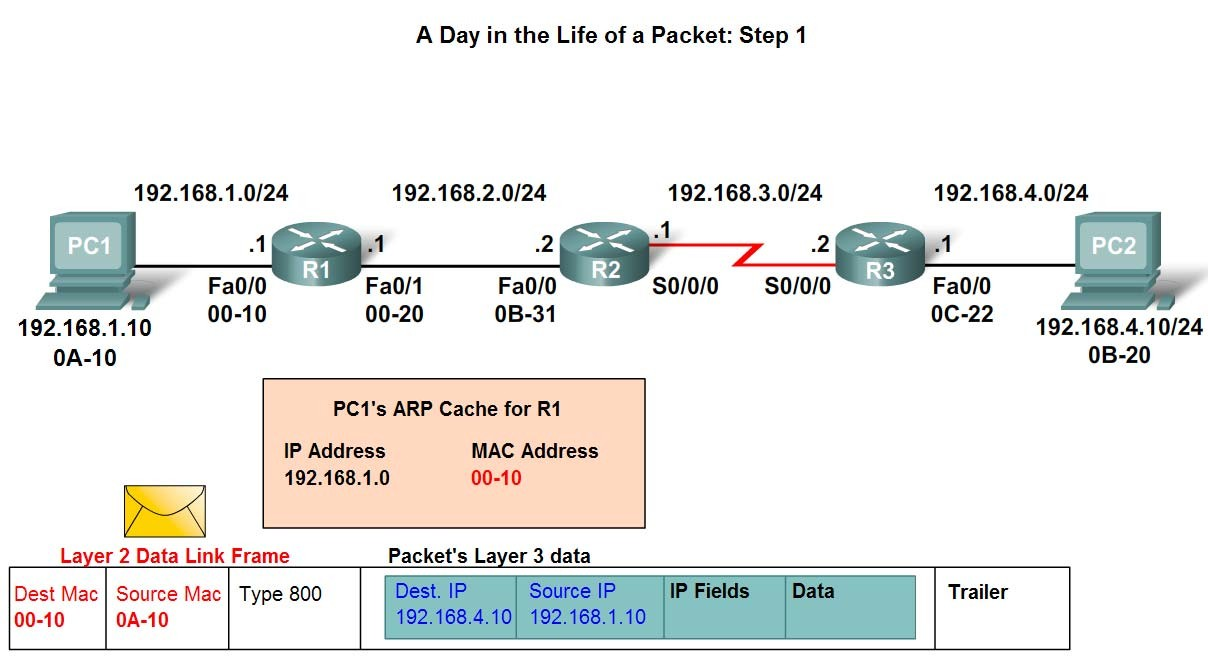 A Day in the Life of a Packet: Step 1
192.168.1.0/24 192.168.2.0/24 192.168.3.0/24 192.168.4.0/24
PC1 .1 R1 .1 .2 R2 .1 .2 R3 .1 PC2
Fa0/0 Fa0/1 Fa0/0 S0/0/0 S0/0/0 Fa0/0
00-10 00-20 0B-31 0C-22
192.168.1.10 192.168.4.10/24
0A-10 0B-20
PC1's ARP Cache for R1
IP Address MAC Address
192.168.1.0 00-10
Layer 2 Data Link Frame Packet's Layer 3 data
Dest Mac Source Mac Type 800 Dest. IP Source IP IP Fields Data Trailer
00-10 0A-10 192.168.4.10 192.168.1.10